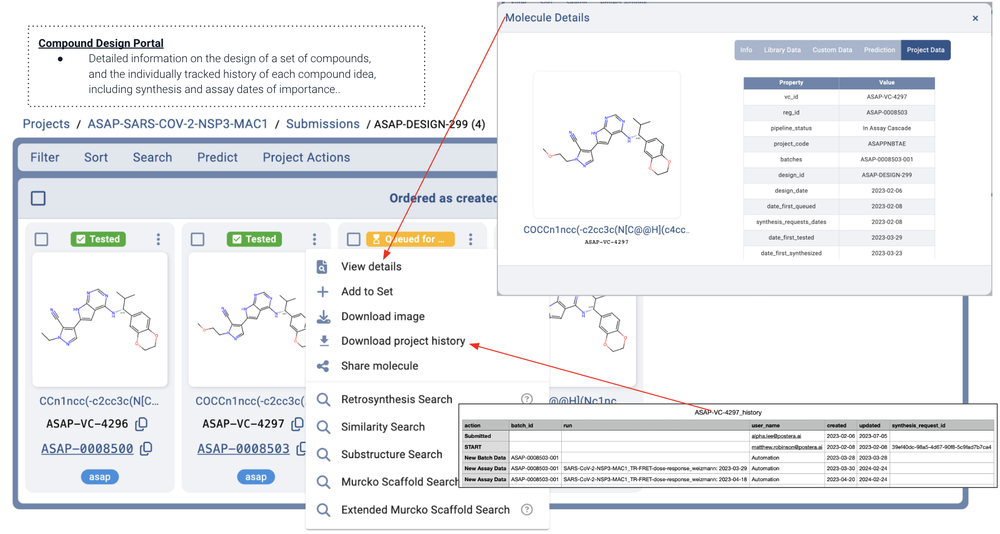 Compound Design Portal
● Detailed information on the design of a set of compounds,
and the individually tracked history of each compound idea,
including synthesis and assay dates of importance..
Projects / ASAP-SARS-COV-2-NSP3-MAC1 / Submissions / ASAP-DESIGN-299 (4)
Filter Sort Search Predict Project Actions
Ordered as created
Tested
Tested
Queued for ...
CCn1ncc(-c2cc3c(N[C...
ASAP-VC-4296
ASAP-0008500
asap
COCCn1ncc(-c2cc3c(
ASAP-VC-4297
ASAP-0008503
asap
@@H](Nc1nc
View details
Add to Set
Download image
Download project history
Share molecule
Retrosynthesis Search ?
Similarity Search
Substructure Search
Murcko Scaffold Search
Extended Murcko Scaffold Search ?
Molecule Details ×
Info Library Data Custom Data Prediction Project Data
COCCn1ncc(-c2cc3c(N[C@@H](c4cc...
ASAP-VC-4297
Property Value
vc_id ASAP-VC-4297
reg_id ASAP-0008503
pipeline_status In Assay Cascade
project_code ASAPPNBTAE
batches ASAP-0008503-001
design_id ASAP-DESIGN-299
design_date 2023-02-06
date_first_queued 2023-02-08
synthesis_requests_dates 2023-02-08
date_first_tested 2023-03-29
date_first_synthesized 2023-03-23
ASAP-VC-4297_history
action batch_id run user_name created updated synthesis_request_id
Submitted alpha.lee@postera.ai 2023-02-06 2023-07-05
START matthew.robinson@postera.ai 2023-02-08 2023-02-08 39ef40dc-98a5-4d67-90f8-5c9fad7b7ca4
New Batch Data ASAP-0008503-001 Automation 2023-03-28 2023-03-28
New Assay Data ASAP-0008503-001 SARS-CoV-2-NSP3-MAC1_TR-FRET-dose-response_weizmann: 2023-03-29 Automation 2023-03-30 2024-02-24
New Assay Data ASAP-0008503-001 SARS-CoV-2-NSP3-MAC1_TR-FRET-dose-response_weizmann: 2023-04-18 Automation 2023-04-20 2024-02-24